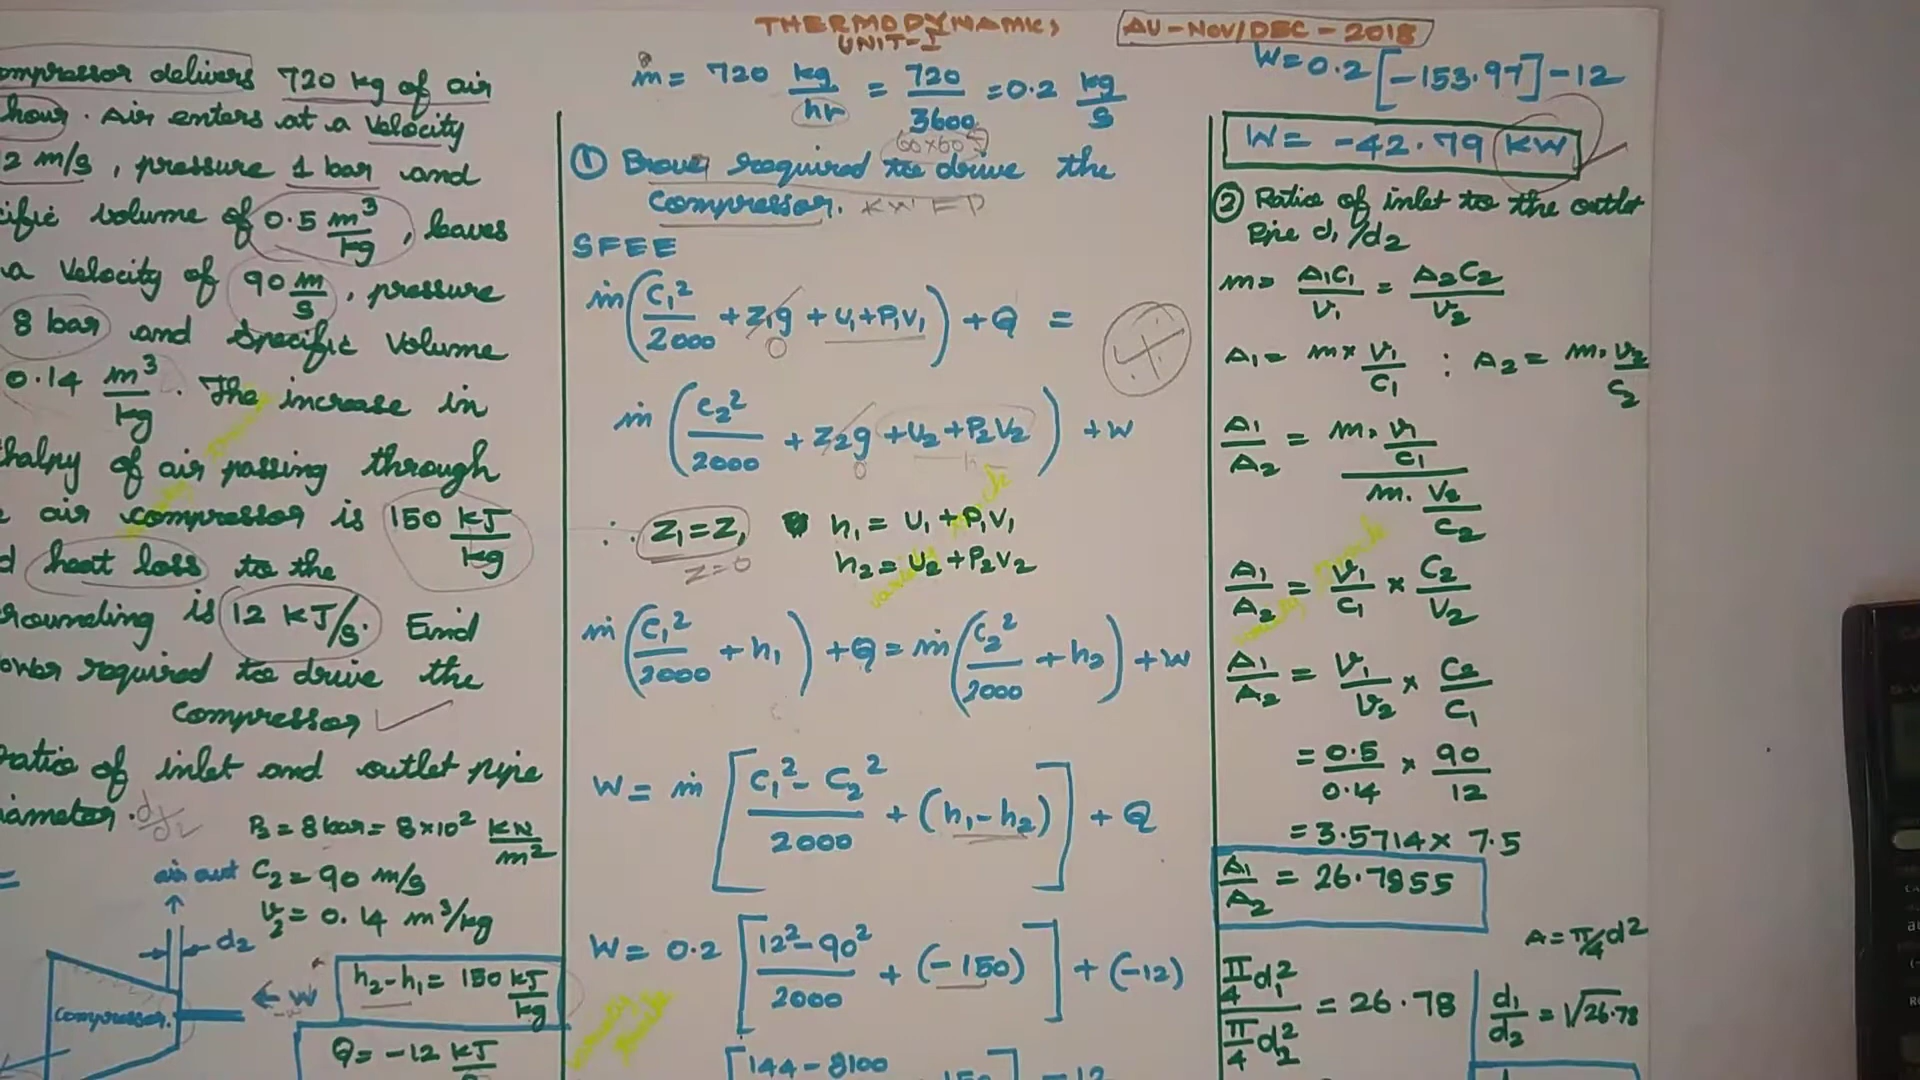 THERMODYNAMICS
UNIT-I
AU-NOV/DEC-2018
ompressor delivers 720 kg of air
hour. Air enters at a velocity
2 m/s, pressure 1 bar and
cific volume of 0.5 m³/kg, leaves
a velocity of 90 m/s, pressure
8 bar and specific volume
0.14 m³/kg. The increase in
thalpy of air passing through
air compressor is 150 kJ/kg
d heat loss to the
rrounding is 12 KJ/s. Find
ower required to drive the
compressor
ratio of inlet and outlet pipe
iameter. d₁/d₂
P₂ = 8 bar = 8×10² KN/m²
C₂ = 90 m/s
v₂ = 0.14 m³/kg
air out
d₂
← W
compressor.
h₂-h₁ = 150 KJ/kg
Q = -12 KJ
ṁ = 720 kg/hr = 720/3600 = 0.2 kg/s
60×60
① required to drive the
compressor. KW
SFEE
ṁ(C₁²/2000 + Z₁g + u₁+P₁V₁) + Q =
0
ṁ(C₂²/2000 + Z₂g + u₂+P₂V₂) + W
0 h
∴ Z₁=Z₁ h₁ = U₁+P₁V₁
Z=0 h₂ = U₂+P₂V₂
ṁ(C₁²/2000 + h₁) + Q = ṁ(C₂²/2000 + h₂) + W
W = ṁ[C₁²-C₂²/2000 + (h₁-h₂)] + Q
W = 0.2 [12²-90²/2000 + (-150)] + (-12)
[144-8100 150] -12
W=0.2[-153.97]-12
W= -42.79 KW
② Ratio of inlet to the outlet
Pipe d₁/d₂
m= A₁C₁/V₁ = A₂C₂/V₂
A₁= m× V₁/C₁ : A₂= m. V₂/C₂
A₁/A₂ = m. V₁/C₁ / m. V₂/C₂
A₁/A₂ = V₁/C₁ × C₂/V₂
A₁/A₂ = V₁/V₂ × C₂/C₁
= 0.5/0.14 × 90/12
= 3.5714 × 7.5
A₁/A₂ = 26.7855
A=π/4d²
π/4 d₁² / π/4 d₂² = 26.78
d₁/d₂ = √26.78